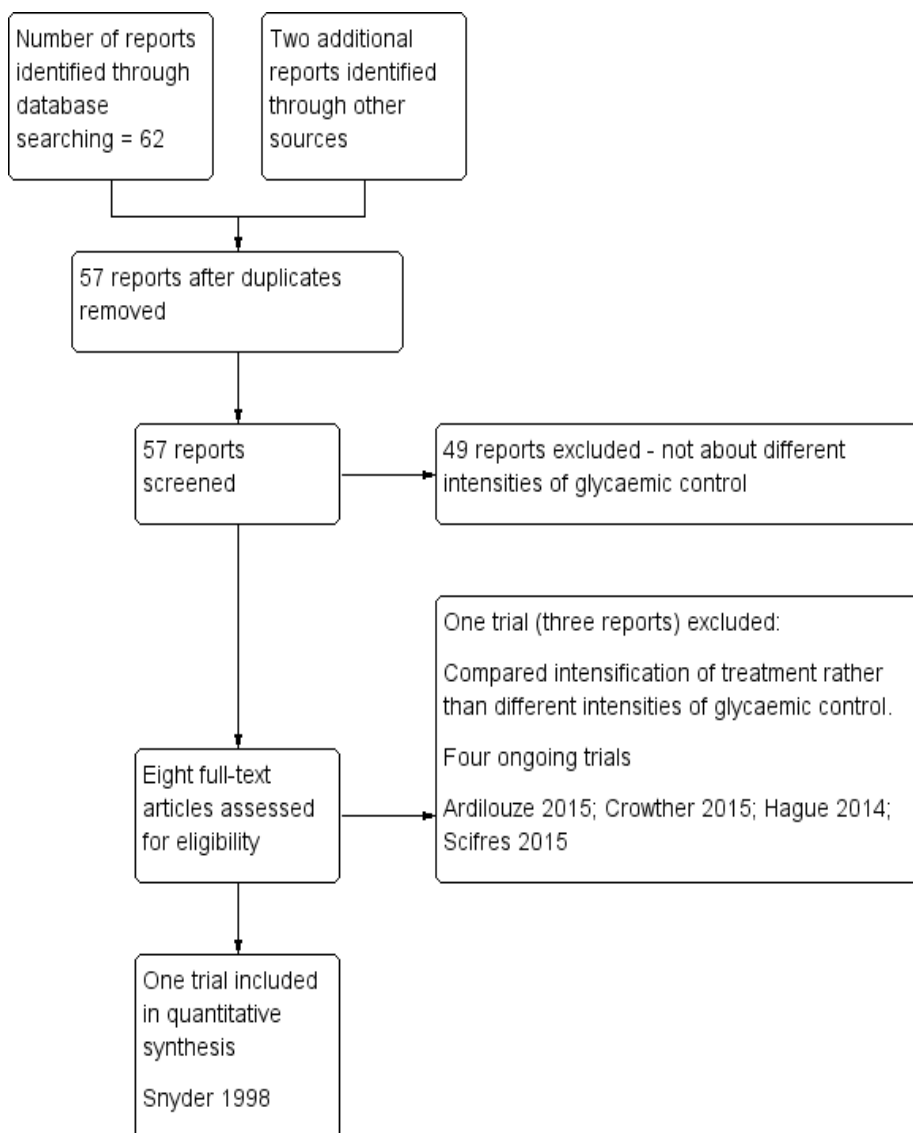 Number of reports
identified through
database
searching = 62
Two additional
reports identified
through other
sources
57 reports after duplicates
removed
57 reports
screened
49 reports excluded - not about different
intensities of glycaemic control
Eight full-text
articles assessed
for eligibility
One trial (three reports) excluded:
Compared intensification of treatment rather
than different intensities of glycaemic control.
Four ongoing trials
Ardilouze 2015; Crowther 2015; Hague 2014;
Scifres 2015
One trial included
in quantitative
synthesis
Snyder 1998